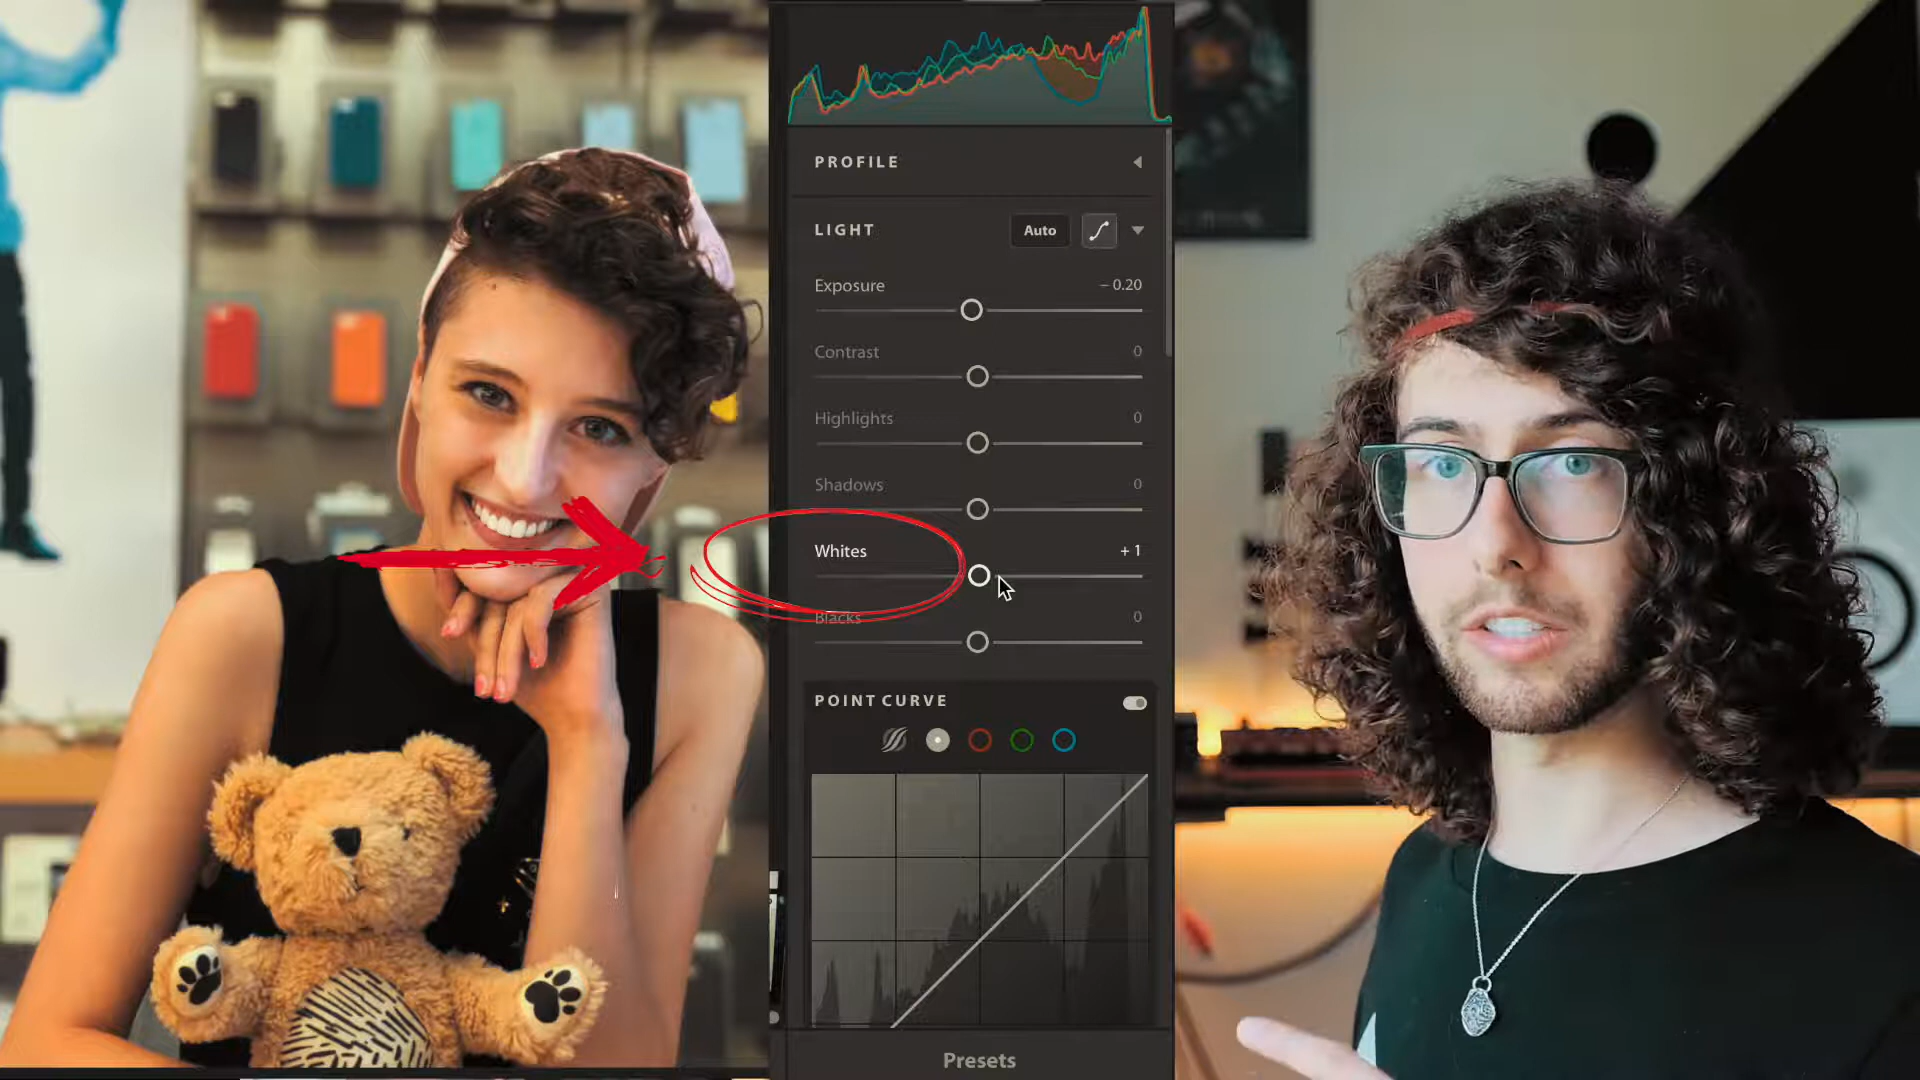 PROFILE
LIGHT
Auto
Exposure
– 0.20
Contrast
0
Highlights
0
Shadows
0
Whites
+ 1
Blacks
0
POINT CURVE
Presets